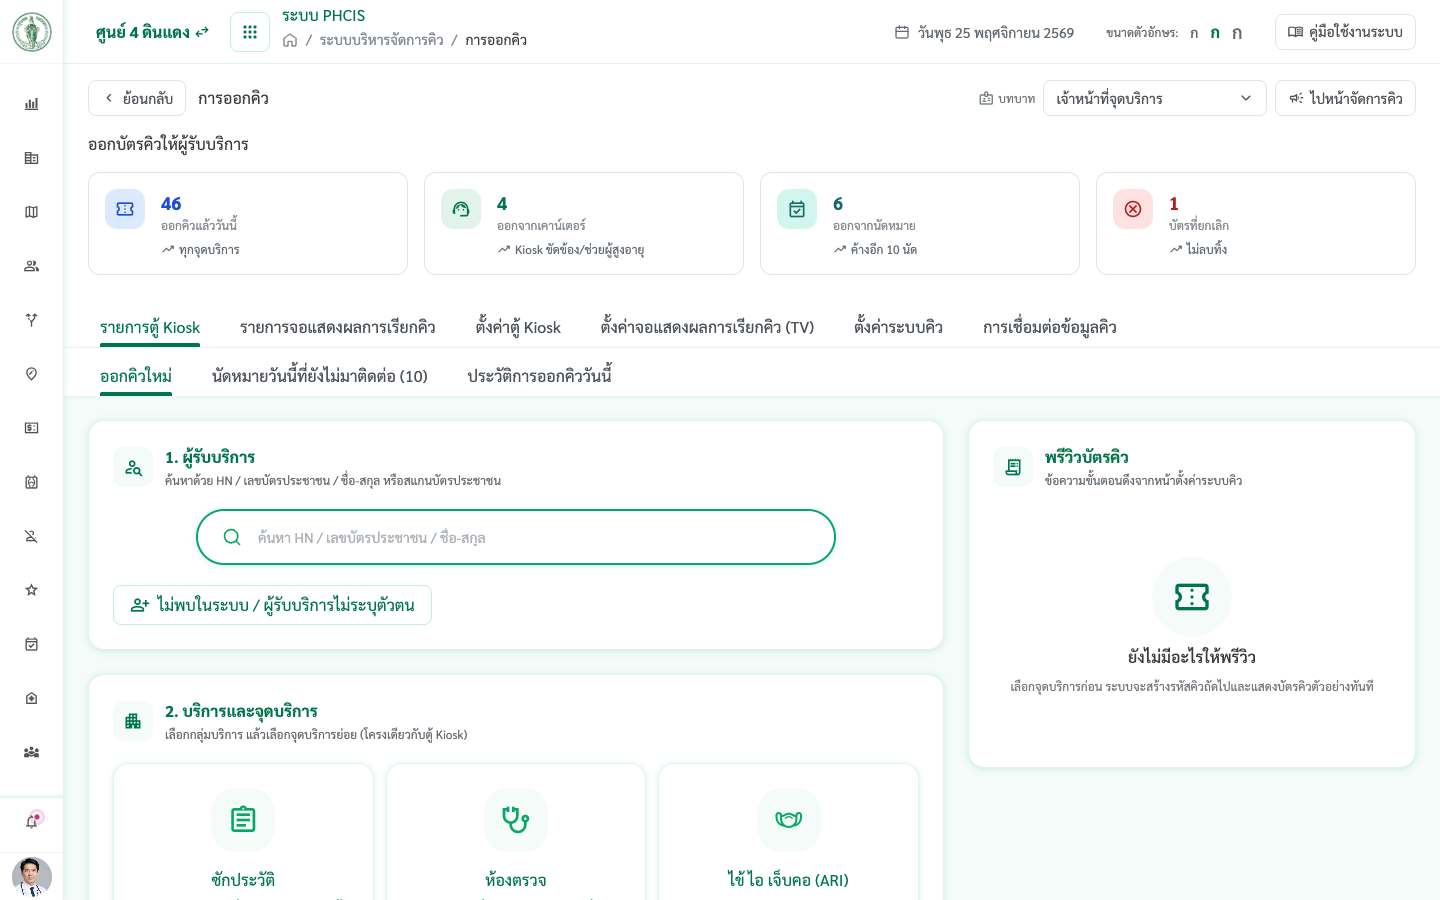 ศูนย์ 4 ดินแดง
ระบบ PHCIS
/ ระบบบริหารจัดการคิว / การออกคิว
วันพุธ 25 พฤศจิกายน 2569
ขนาดตัวอักษร: ก ก ก
คู่มือใช้งานระบบ
ย้อนกลับ
การออกคิว
บทบาท
เจ้าหน้าที่จุดบริการ
ไปหน้าจัดการคิว
ออกบัตรคิวให้ผู้รับบริการ
46
ออกคิวแล้ววันนี้
ทุกจุดบริการ
4
ออกจากเคาน์เตอร์
Kiosk ขัดข้อง/ช่วยผู้สูงอายุ
6
ออกจากนัดหมาย
ค้างอีก 10 นัด
1
บัตรที่ยกเลิก
ไม่ลบทิ้ง
รายการตู้ Kiosk
รายการจอแสดงผลการเรียกคิว
ตั้งค่าตู้ Kiosk
ตั้งค่าจอแสดงผลการเรียกคิว (TV)
ตั้งค่าระบบคิว
การเชื่อมต่อข้อมูลคิว
ออกคิวใหม่
นัดหมายวันนี้ที่ยังไม่มาติดต่อ (10)
ประวัติการออกคิววันนี้
1. ผู้รับบริการ
ค้นหาด้วย HN / เลขบัตรประชาชน / ชื่อ-สกุล หรือสแกนบัตรประชาชน
ค้นหา HN / เลขบัตรประชาชน / ชื่อ-สกุล
ไม่พบในระบบ / ผู้รับบริการไม่ระบุตัวตน
พรีวิวบัตรคิว
ข้อความขั้นตอนดึงจากหน้าตั้งค่าระบบคิว
ยังไม่มีอะไรให้พรีวิว
เลือกจุดบริการก่อน ระบบจะสร้างรหัสคิวถัดไปและแสดงบัตรคิวตัวอย่างทันที
2. บริการและจุดบริการ
เลือกกลุ่มบริการ แล้วเลือกจุดบริการย่อย (โครงเดียวกับตู้ Kiosk)
ซักประวัติ
ห้องตรวจ
ไข้ ไอ เจ็บคอ (ARI)